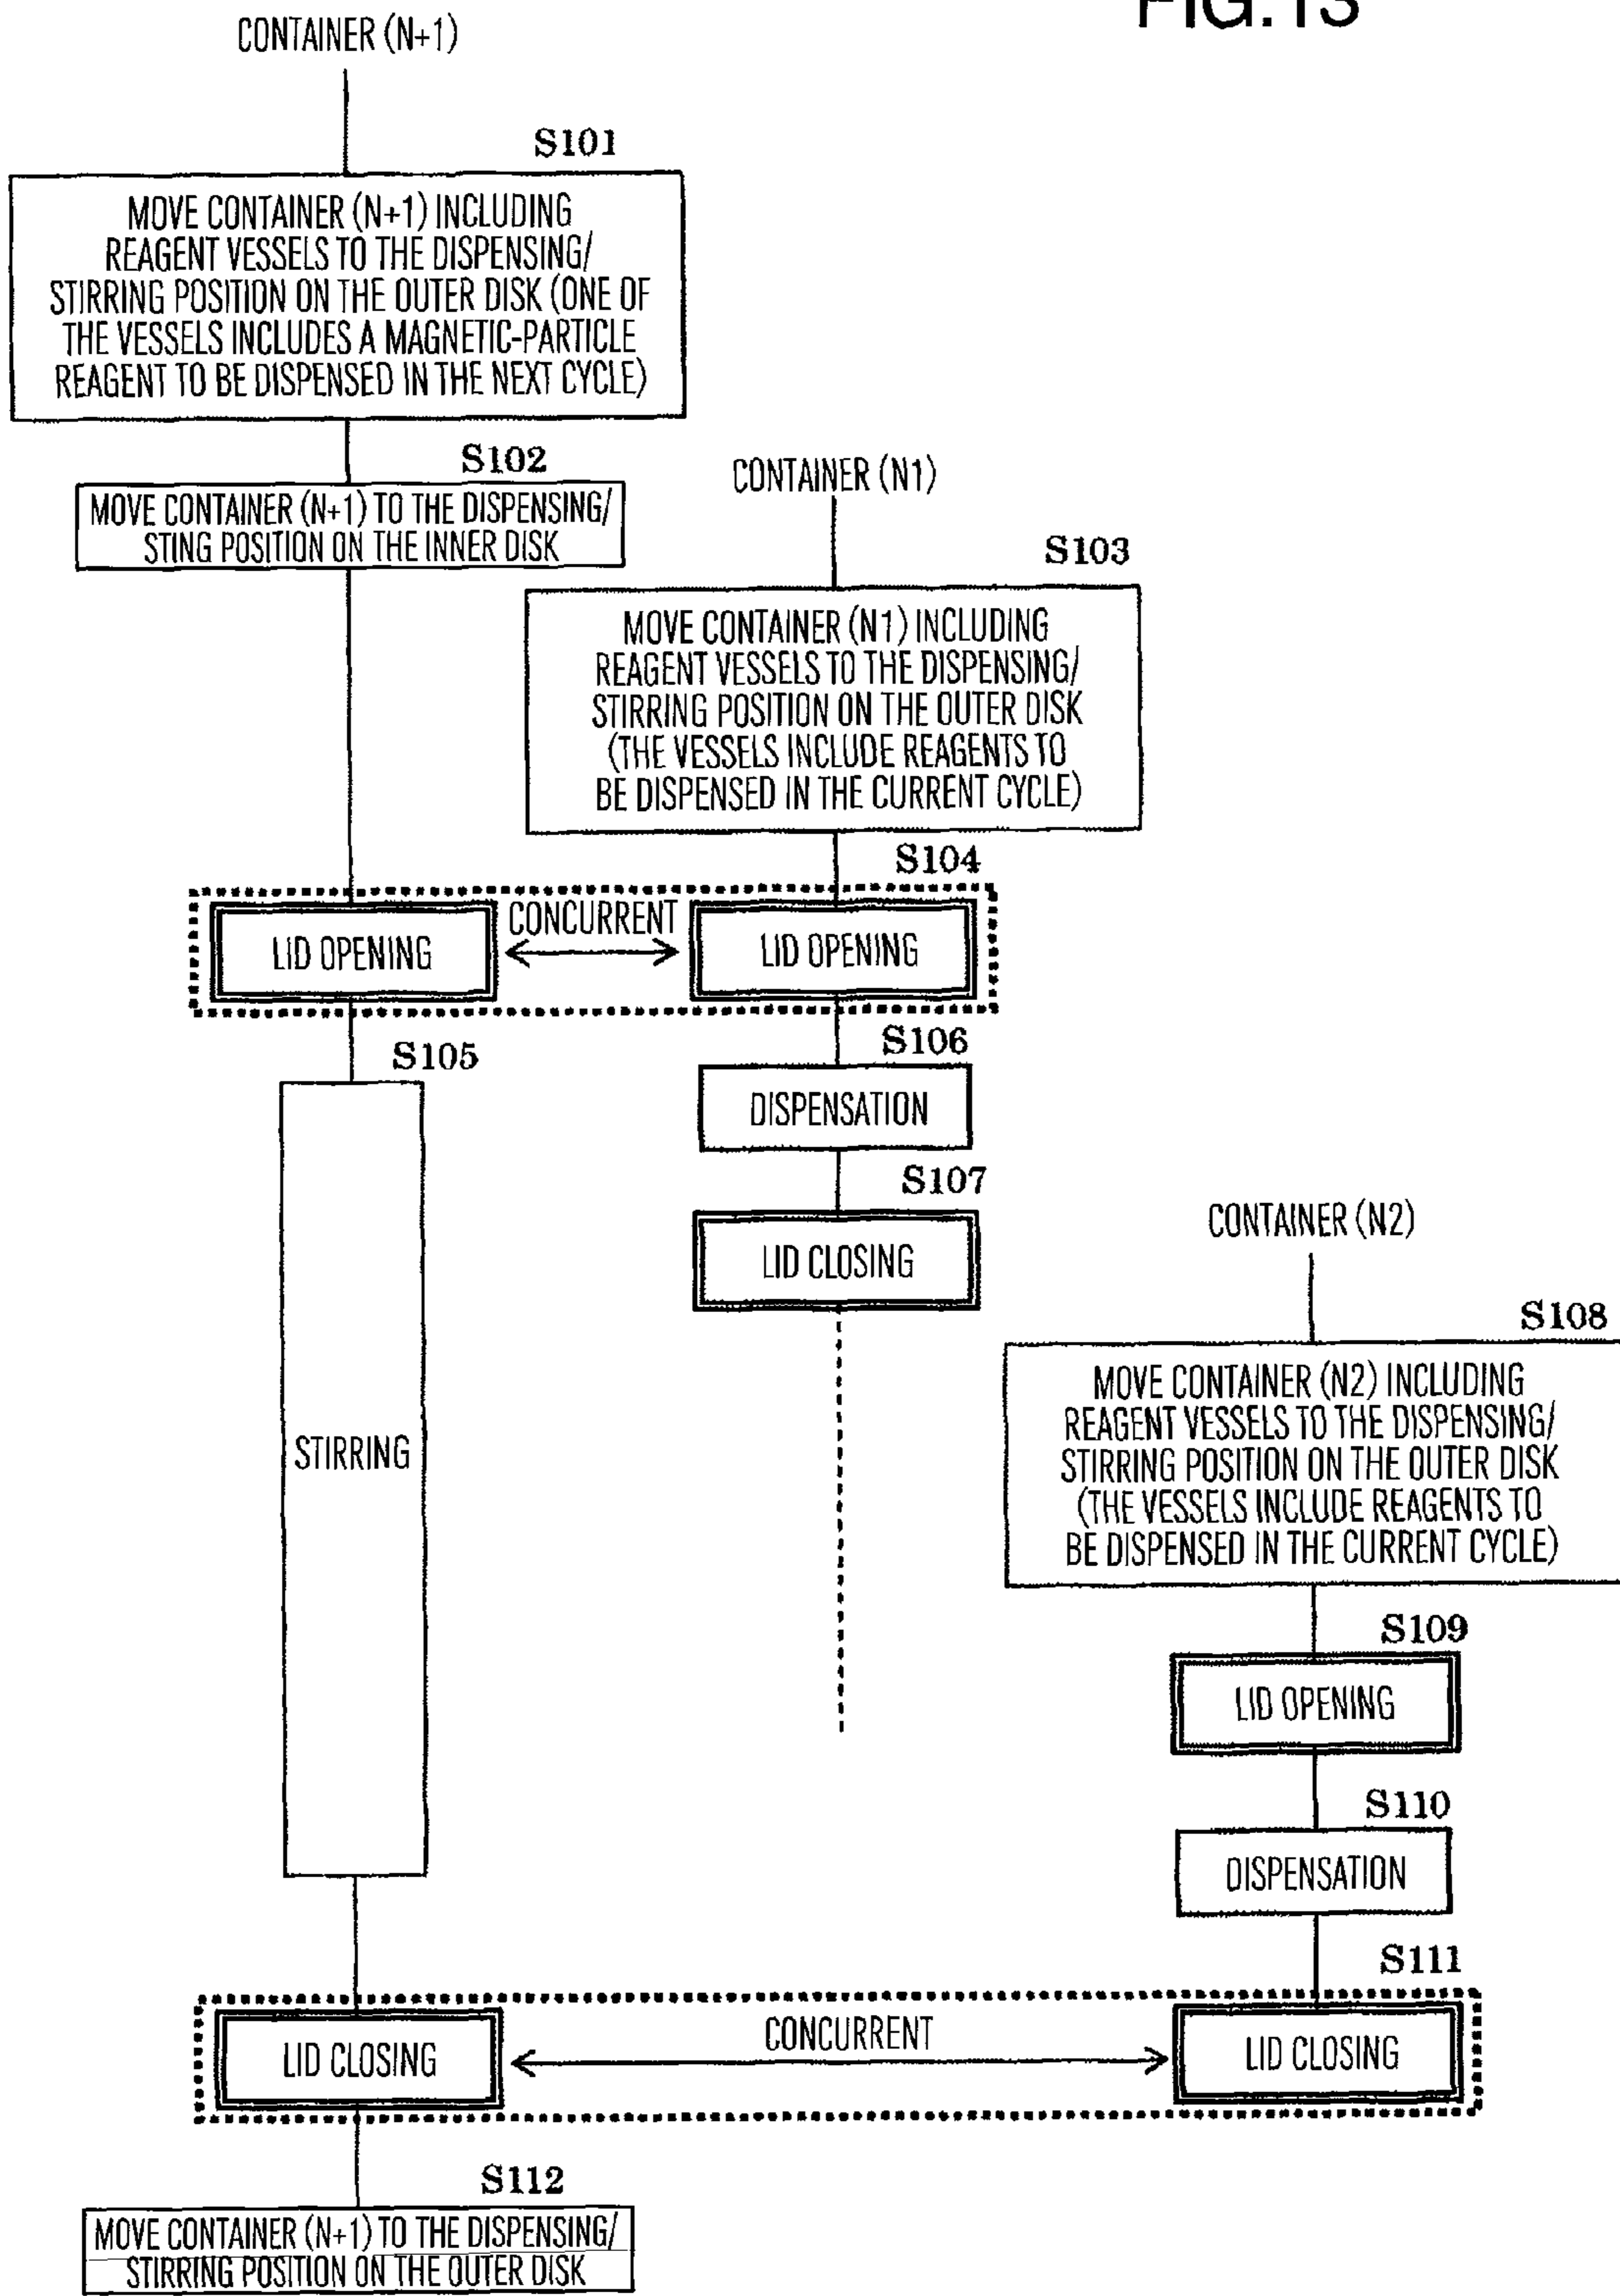 FIG.13
CONTAINER (N+1)
S101
MOVE CONTAINER (N+1) INCLUDING
REAGENT VESSELS TO THE DISPENSING/
STIRRING POSITION ON THE OUTER DISK (ONE OF
THE VESSELS INCLUDES A MAGNETIC-PARTICLE
REAGENT TO BE DISPENSED IN THE NEXT CYCLE)
S102
MOVE CONTAINER (N+1) TO THE DISPENSING/
STING POSITION ON THE INNER DISK
CONTAINER (N1)
S103
MOVE CONTAINER (N1) INCLUDING
REAGENT VESSELS TO THE DISPENSING/
STIRRING POSITION ON THE OUTER DISK
(THE VESSELS INCLUDE REAGENTS TO
BE DISPENSED IN THE CURRENT CYCLE)
S104
LID OPENING
CONCURRENT
LID OPENING
S105
STIRRING
S106
DISPENSATION
S107
LID CLOSING
CONTAINER (N2)
S108
MOVE CONTAINER (N2) INCLUDING
REAGENT VESSELS TO THE DISPENSING/
STIRRING POSITION ON THE OUTER DISK
(THE VESSELS INCLUDE REAGENTS TO
BE DISPENSED IN THE CURRENT CYCLE)
S109
LID OPENING
S110
DISPENSATION
S111
LID CLOSING
CONCURRENT
LID CLOSING
S112
MOVE CONTAINER (N+1) TO THE DISPENSING/
STIRRING POSITION ON THE OUTER DISK